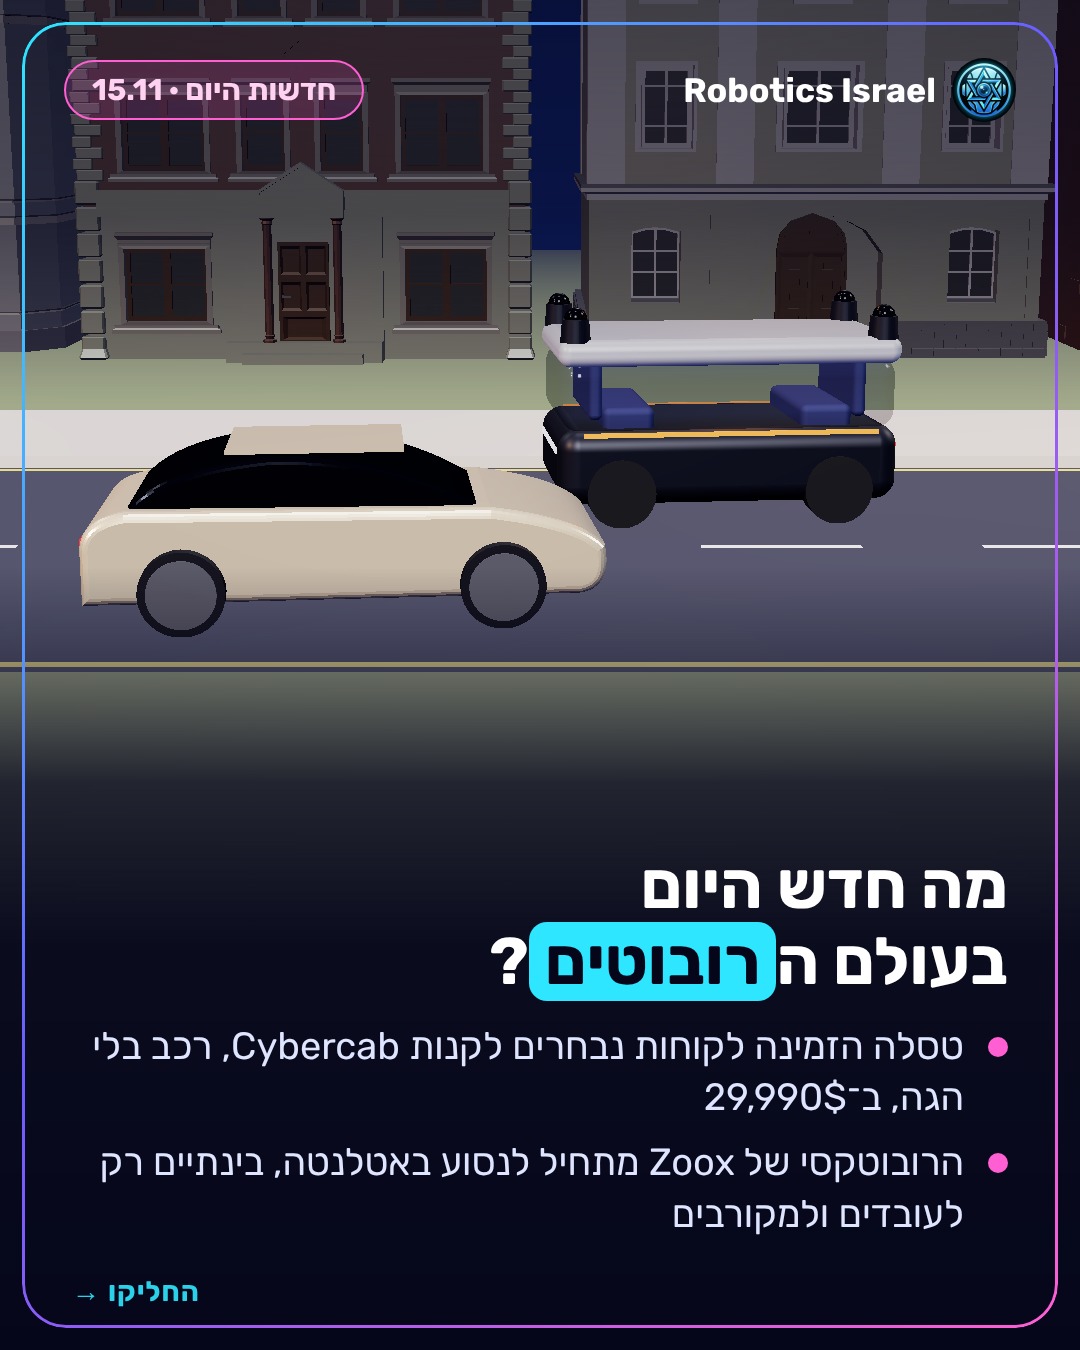 Robotics Israel
חדשות היום • 15.11
מה חדש היום
בעולם הרובוטים?
טסלה הזמינה לקוחות נבחרים לקנות Cybercab, רכב בלי
הגה, ב־29,990$
הרובוטקסי של Zoox מתחיל לנסוע באטלנטה, בינתיים רק
לעובדים ולמקורבים
החליקו →